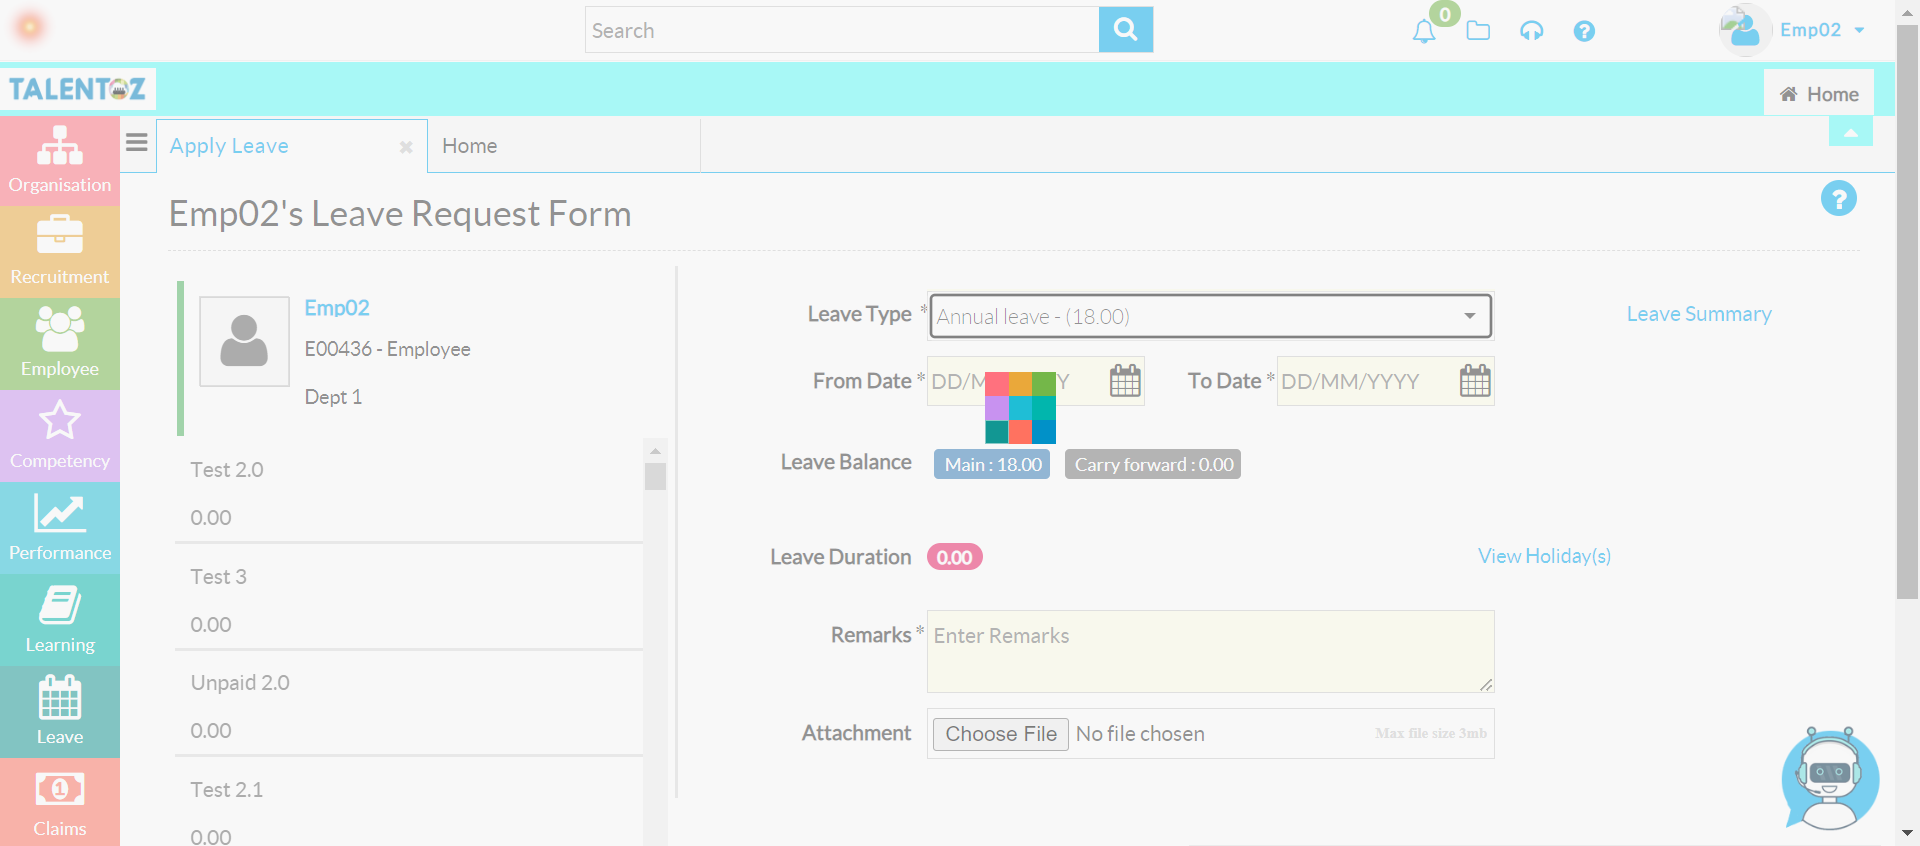 Search
0
Emp02
TALENTOZ
Home
Organisation
Recruitment
Employee
Competency
Performance
Learning
Leave
Claims
Apply Leave
Home
Emp02's Leave Request Form
Emp02
E00436 - Employee
Dept 1
Test 2.0
0.00
Test 3
0.00
Unpaid 2.0
0.00
Test 2.1
0.00
Leave Type * Annual leave - (18.00)
Leave Summary
From Date * DD/M Y
To Date * DD/MM/YYYY
Leave Balance Main : 18.00 Carry forward : 0.00
Leave Duration 0.00
View Holiday(s)
Remarks * Enter Remarks
Attachment Choose File No file chosen Max file size 3mb